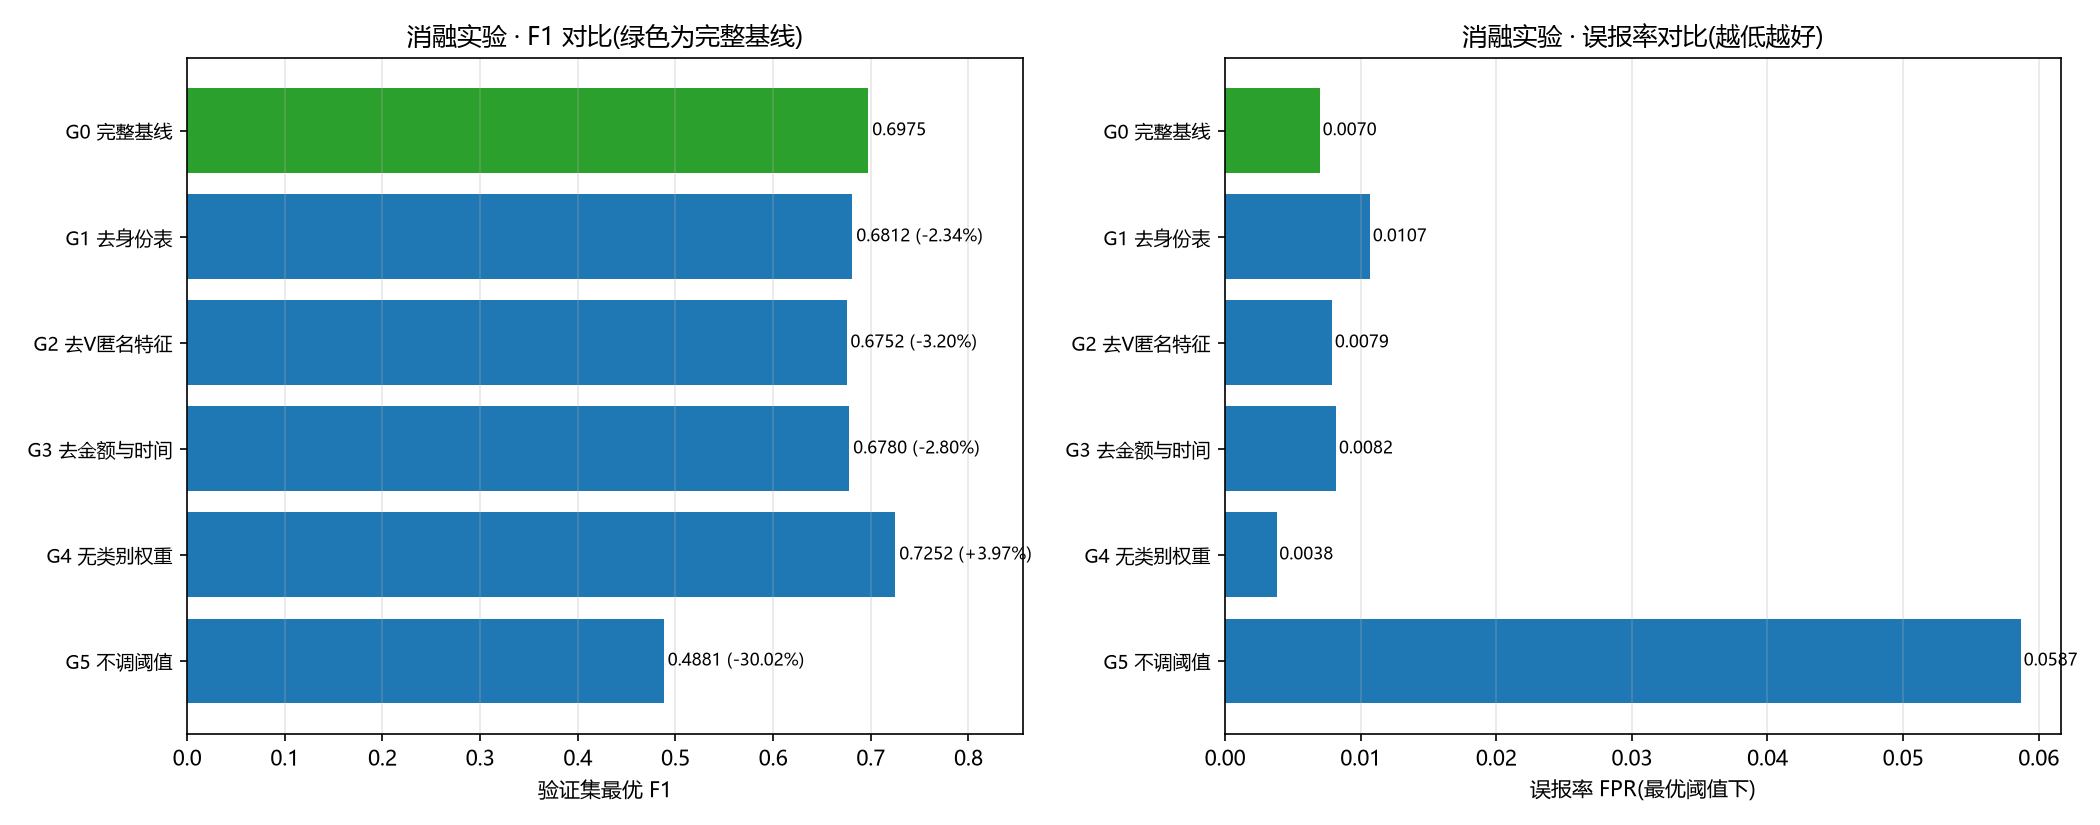 消融实验 · F1 对比(绿色为完整基线)
G0 完整基线
0.6975
G1 去身份表
0.6812 (-2.34%)
G2 去V匿名特征
0.6752 (-3.20%)
G3 去金额与时间
0.6780 (-2.80%)
G4 无类别权重
0.7252 (+3.97%)
G5 不调阈值
0.4881 (-30.02%)
0.0 0.1 0.2 0.3 0.4 0.5 0.6 0.7 0.8
验证集最优 F1
消融实验 · 误报率对比(越低越好)
G0 完整基线
0.0070
G1 去身份表
0.0107
G2 去V匿名特征
0.0079
G3 去金额与时间
0.0082
G4 无类别权重
0.0038
G5 不调阈值
0.0587
0.00 0.01 0.02 0.03 0.04 0.05 0.06
误报率 FPR(最优阈值下)